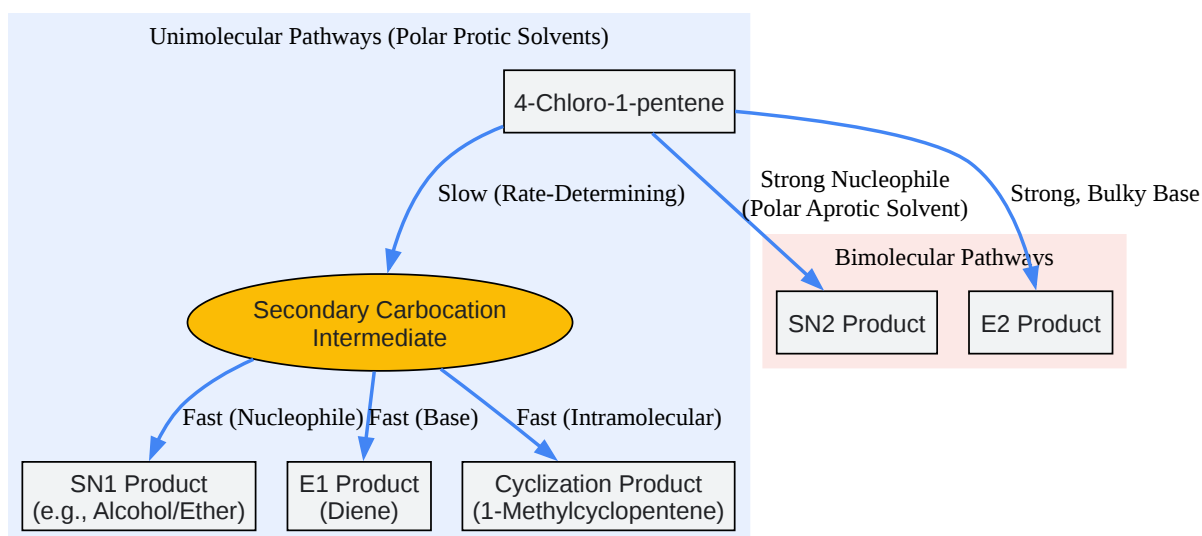 Unimolecular Pathways (Polar Protic Solvents)
4-Chloro-1-pentene
Slow (Rate-Determining)
Strong Nucleophile
(Polar Aprotic Solvent)
Strong, Bulky Base
Bimolecular Pathways
Secondary Carbocation
Intermediate
SN2 Product
E2 Product
Fast (Nucleophile)
Fast (Base)
Fast (Intramolecular)
SN1 Product
(e.g., Alcohol/Ether)
E1 Product
(Diene)
Cyclization Product
(1-Methylcyclopentene)